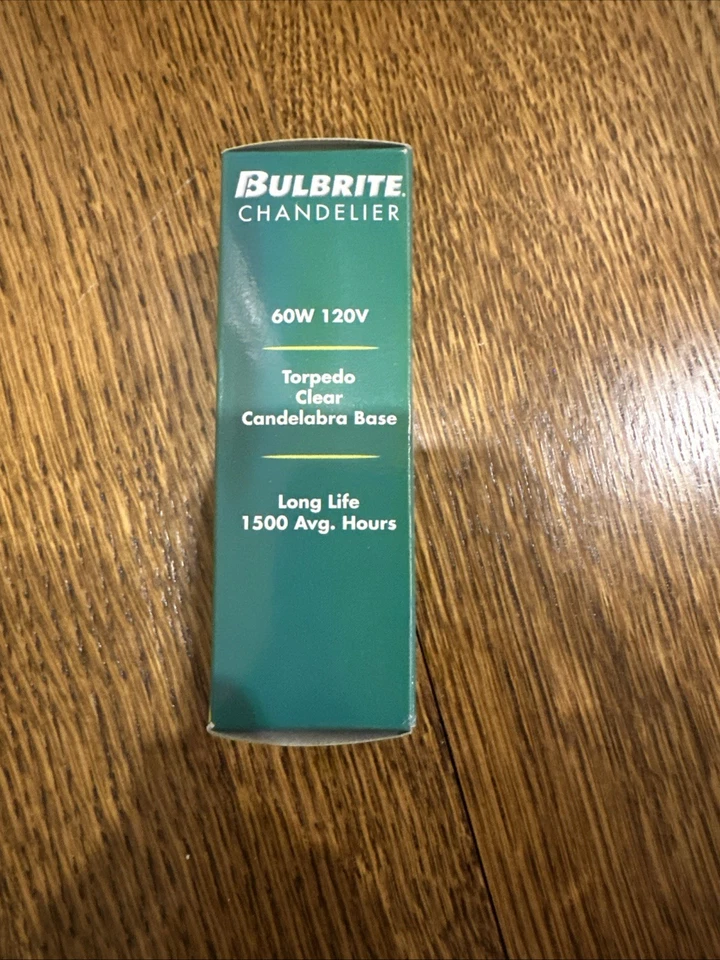 BULBRITE.
CHANDELIER
60W 120V
Torpedo
Clear
Candelabra Base
Long Life
1500 Avg. Hours